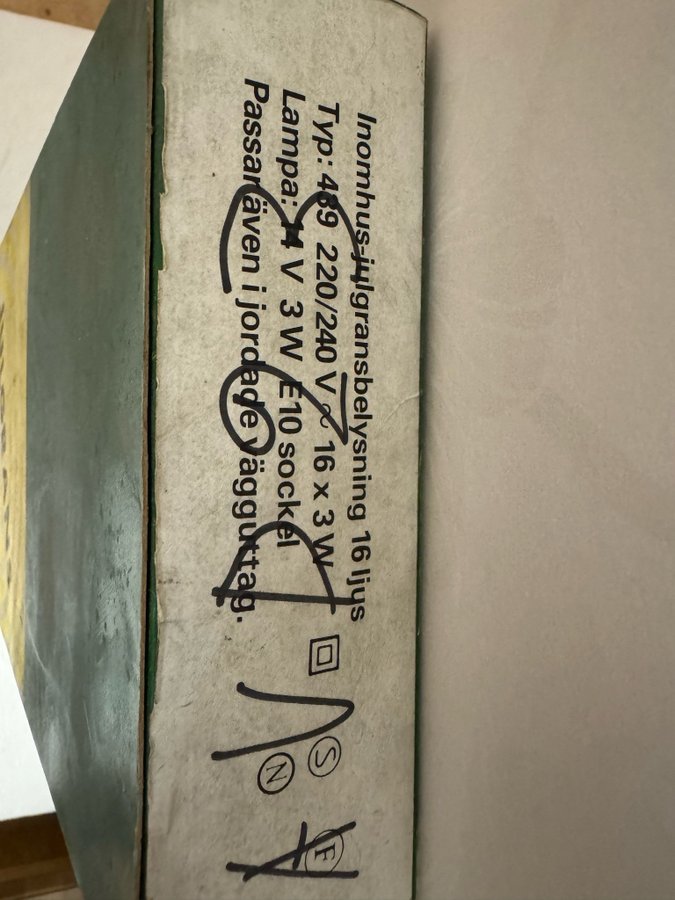 Inomhus-julgransbelysning 16 ljus
Typ: 489 220/240 V ~ 16 x 3 W
Lampa: 14 V 3 W E10 sockel
Passar även i jordade vägguttag.
S
N
F